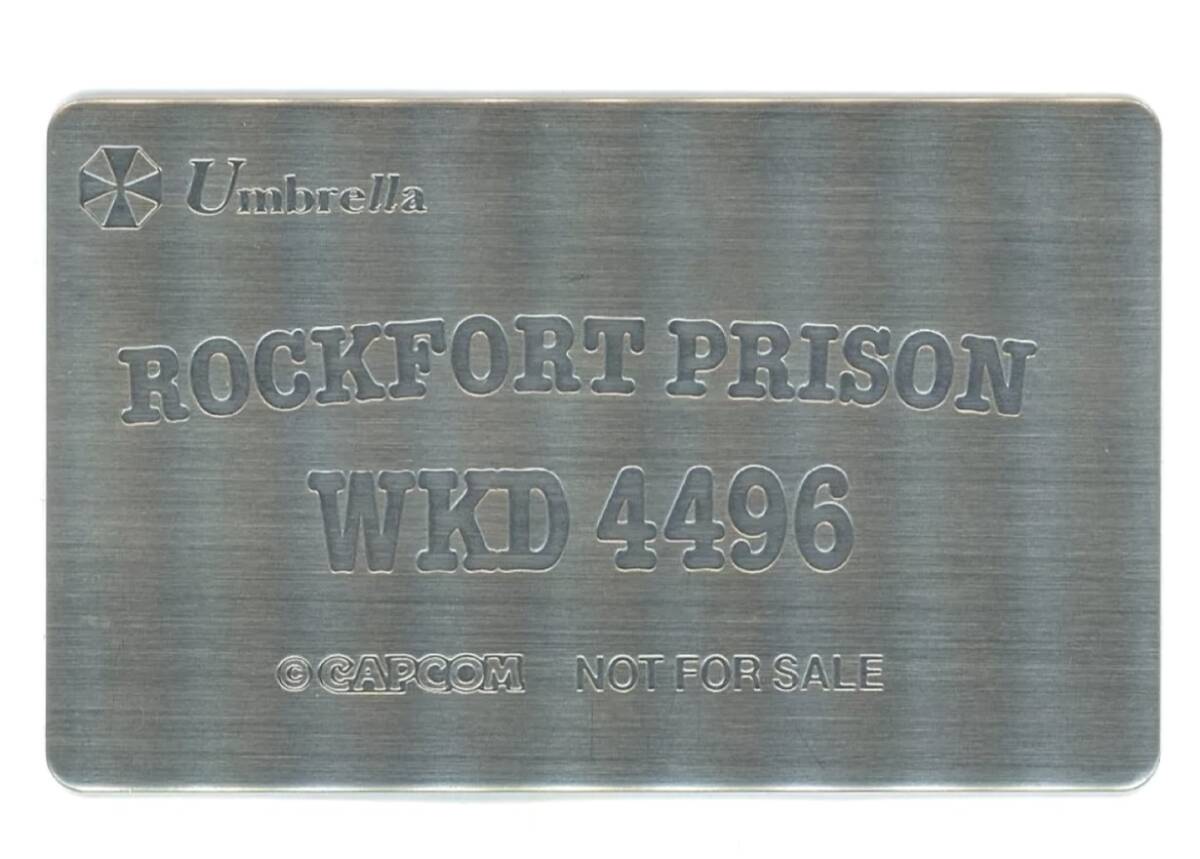 Umbrella
ROCKFORT PRISON
WKD 4496
©CAPCOM NOT FOR SALE